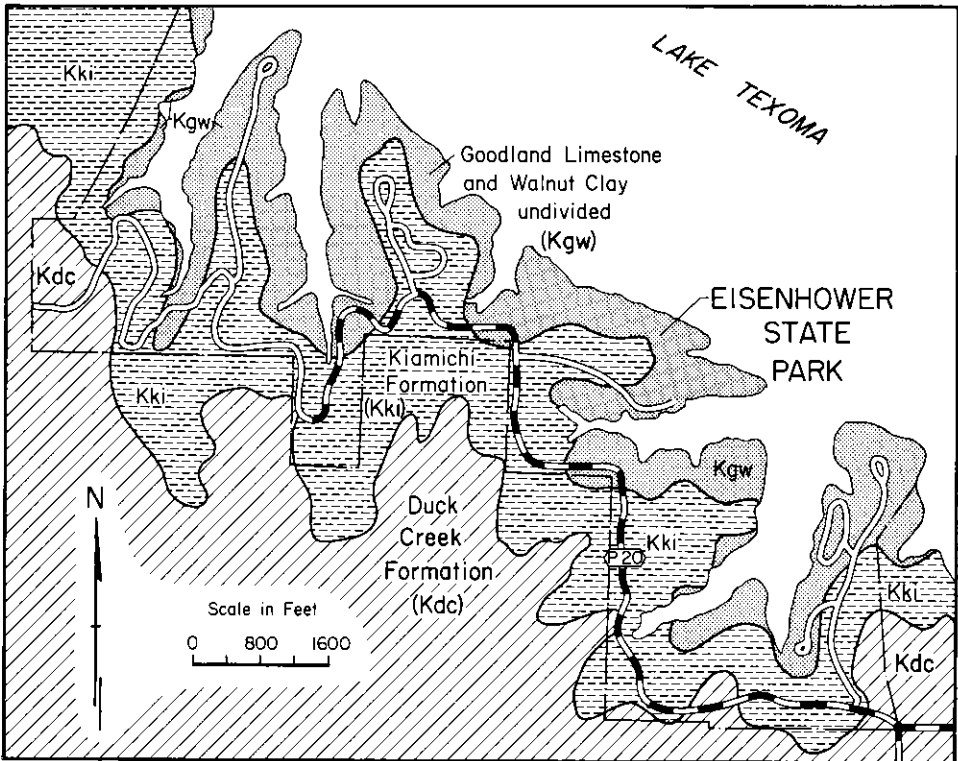 LAKE TEXOMA
Kki
Kgw
Goodland Limestone
and Walnut Clay
undivided
(Kgw)
Kdc
EISENHOWER
STATE
PARK
Kiamichi
Formation
(Kki)
Kki
Kgw
N
Duck
Creek
Formation
(Kdc)
Kki
P 20
Kki
Scale in Feet
0 800 1600
Kdc